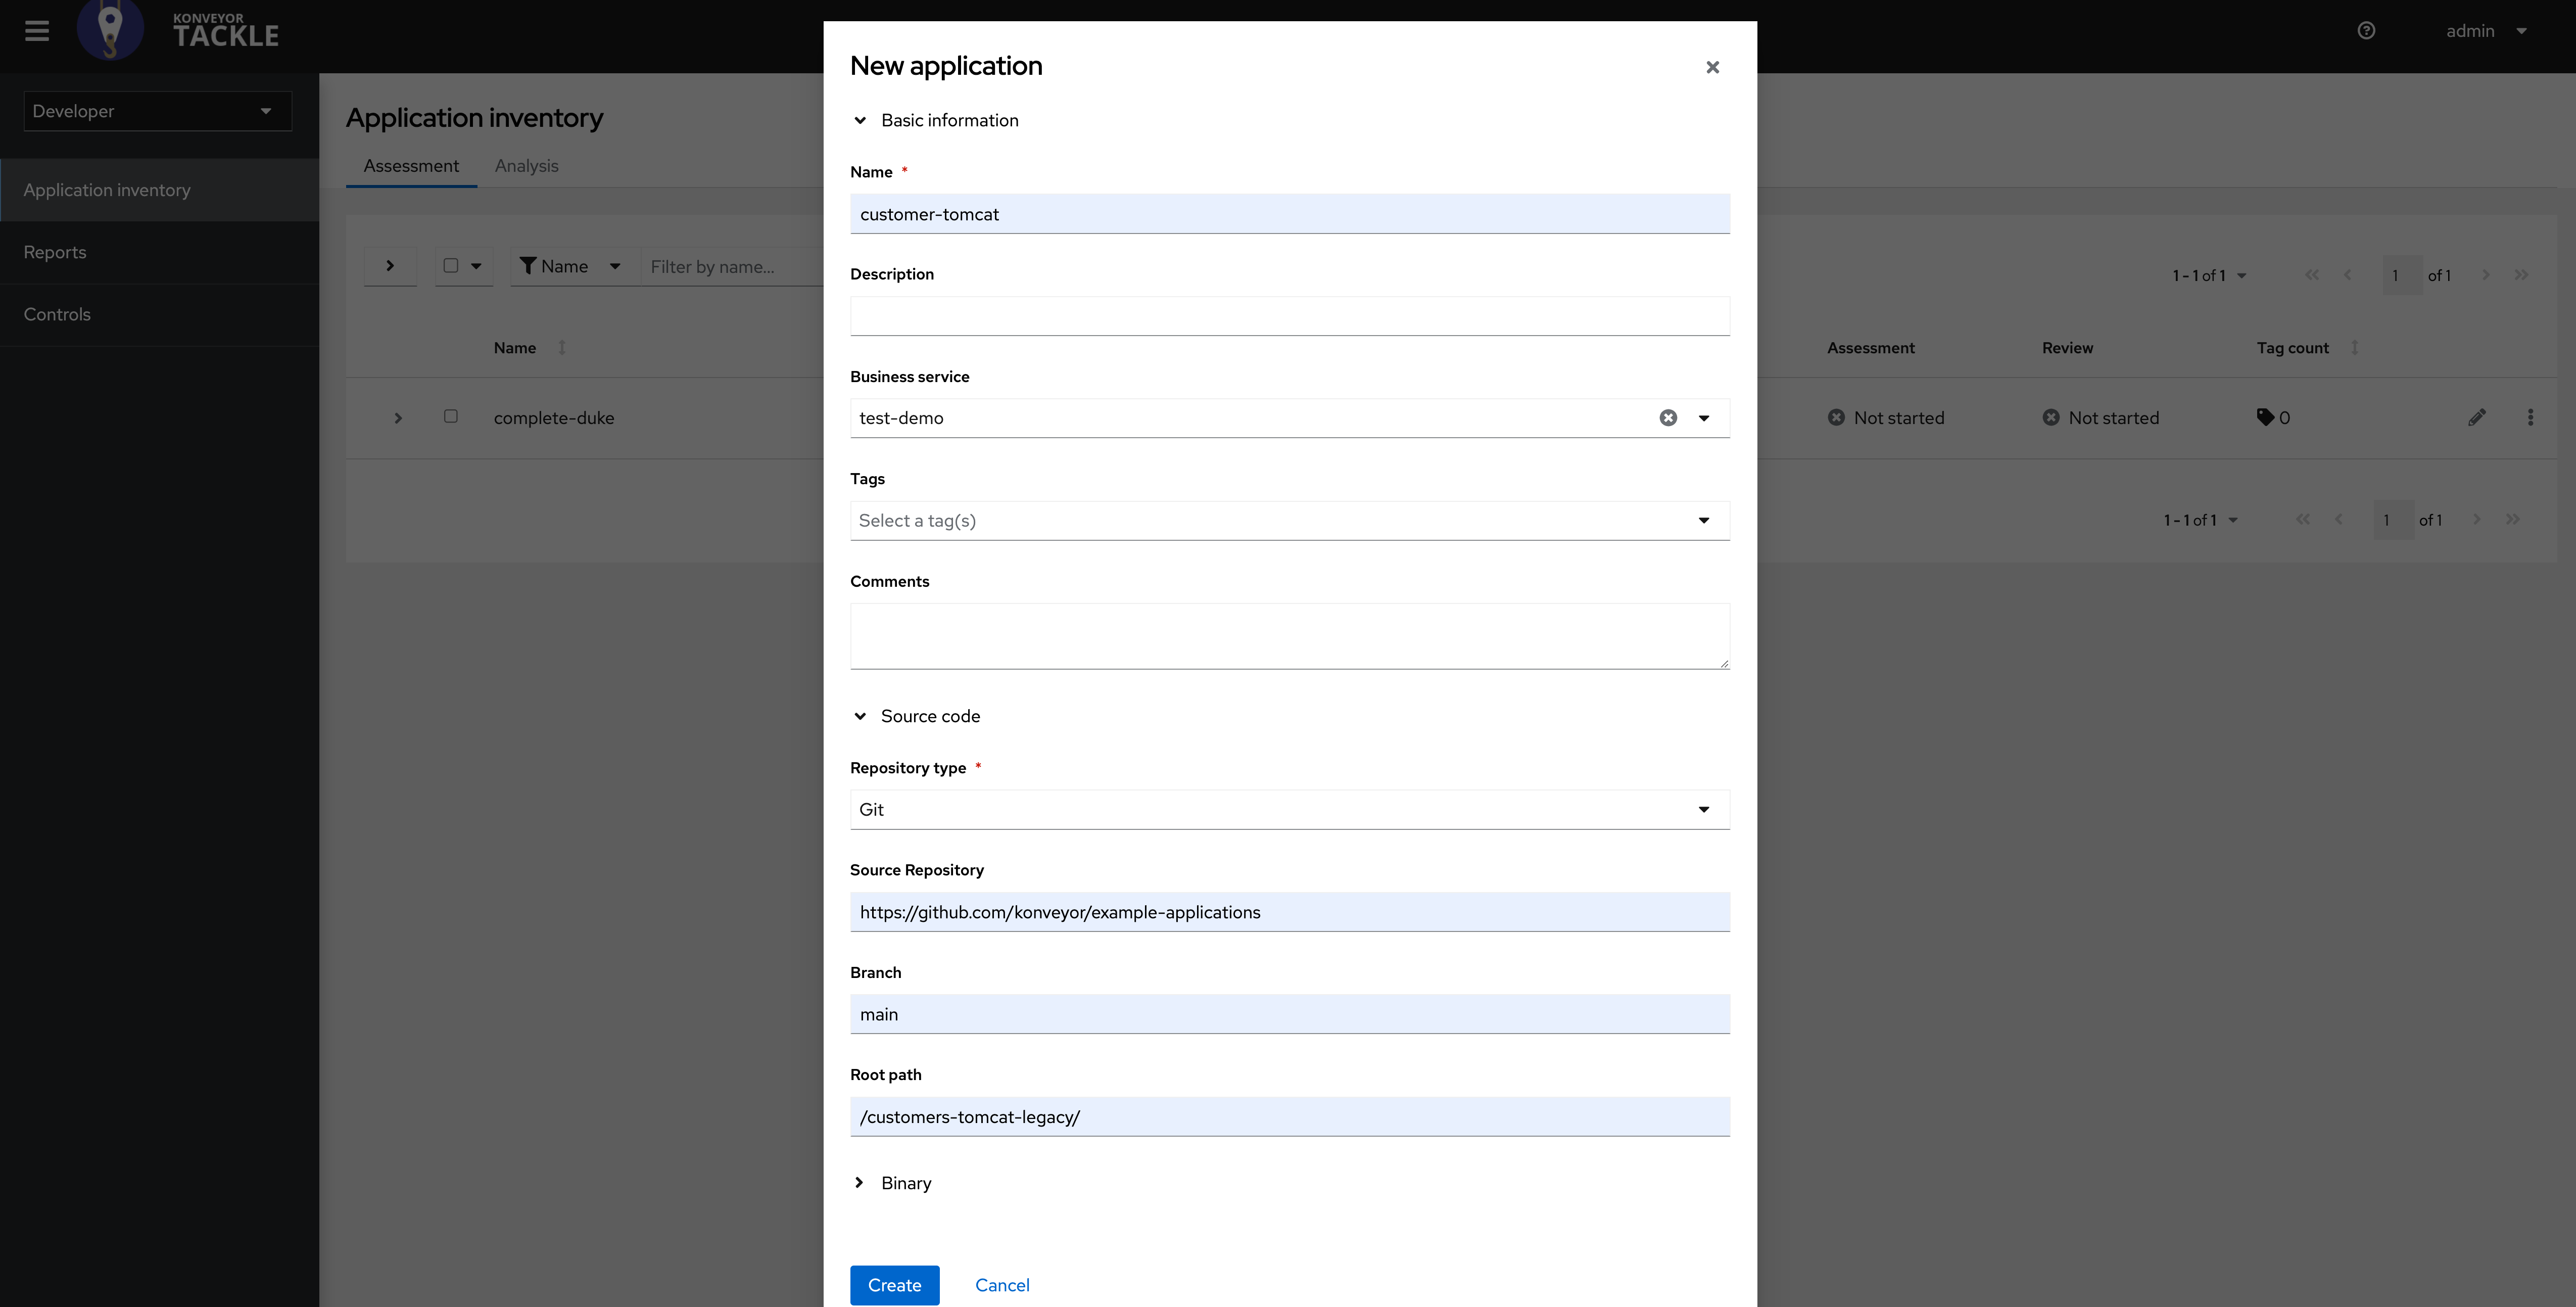 KONVEYOR
TACKLE
admin
Developer
Application inventory
Reports
Controls
Application inventory
Assessment
Analysis
Name
Filter by name...
1 - 1 of 1
1
of 1
Name
Assessment
Review
Tag count
complete-duke
Not started
Not started
0
1 - 1 of 1
1
of 1
New application
Basic information
Name *
customer-tomcat
Description
Business service
test-demo
Tags
Select a tag(s)
Comments
Source code
Repository type *
Git
Source Repository
https://github.com/konveyor/example-applications
Branch
main
Root path
/customers-tomcat-legacy/
Binary
Create
Cancel